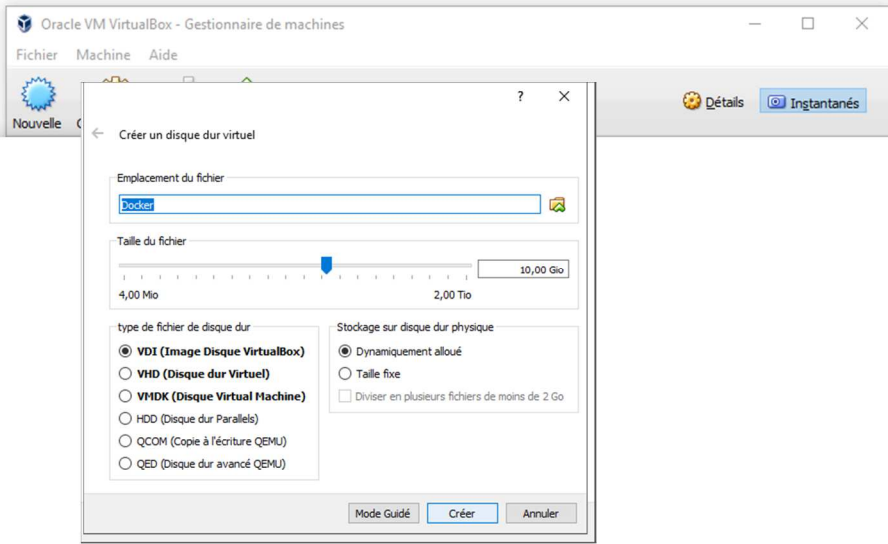 Oracle VM VirtualBox - Gestionnaire de machines
Fichier Machine Aide
Nouvelle
Détails Instantanés
?
Créer un disque dur virtuel
Emplacement du fichier
Docker
Taille du fichier
10,00 Gio
4,00 Mio 2,00 Tio
type de fichier de disque dur
VDI (Image Disque VirtualBox)
VHD (Disque dur Virtuel)
VMDK (Disque Virtual Machine)
HDD (Disque dur Parallels)
QCOM (Copie à l'écriture QEMU)
QED (Disque dur avancé QEMU)
Stockage sur disque dur physique
Dynamiquement alloué
Taille fixe
Diviser en plusieurs fichiers de moins de 2 Go
Mode Guidé Créer Annuler